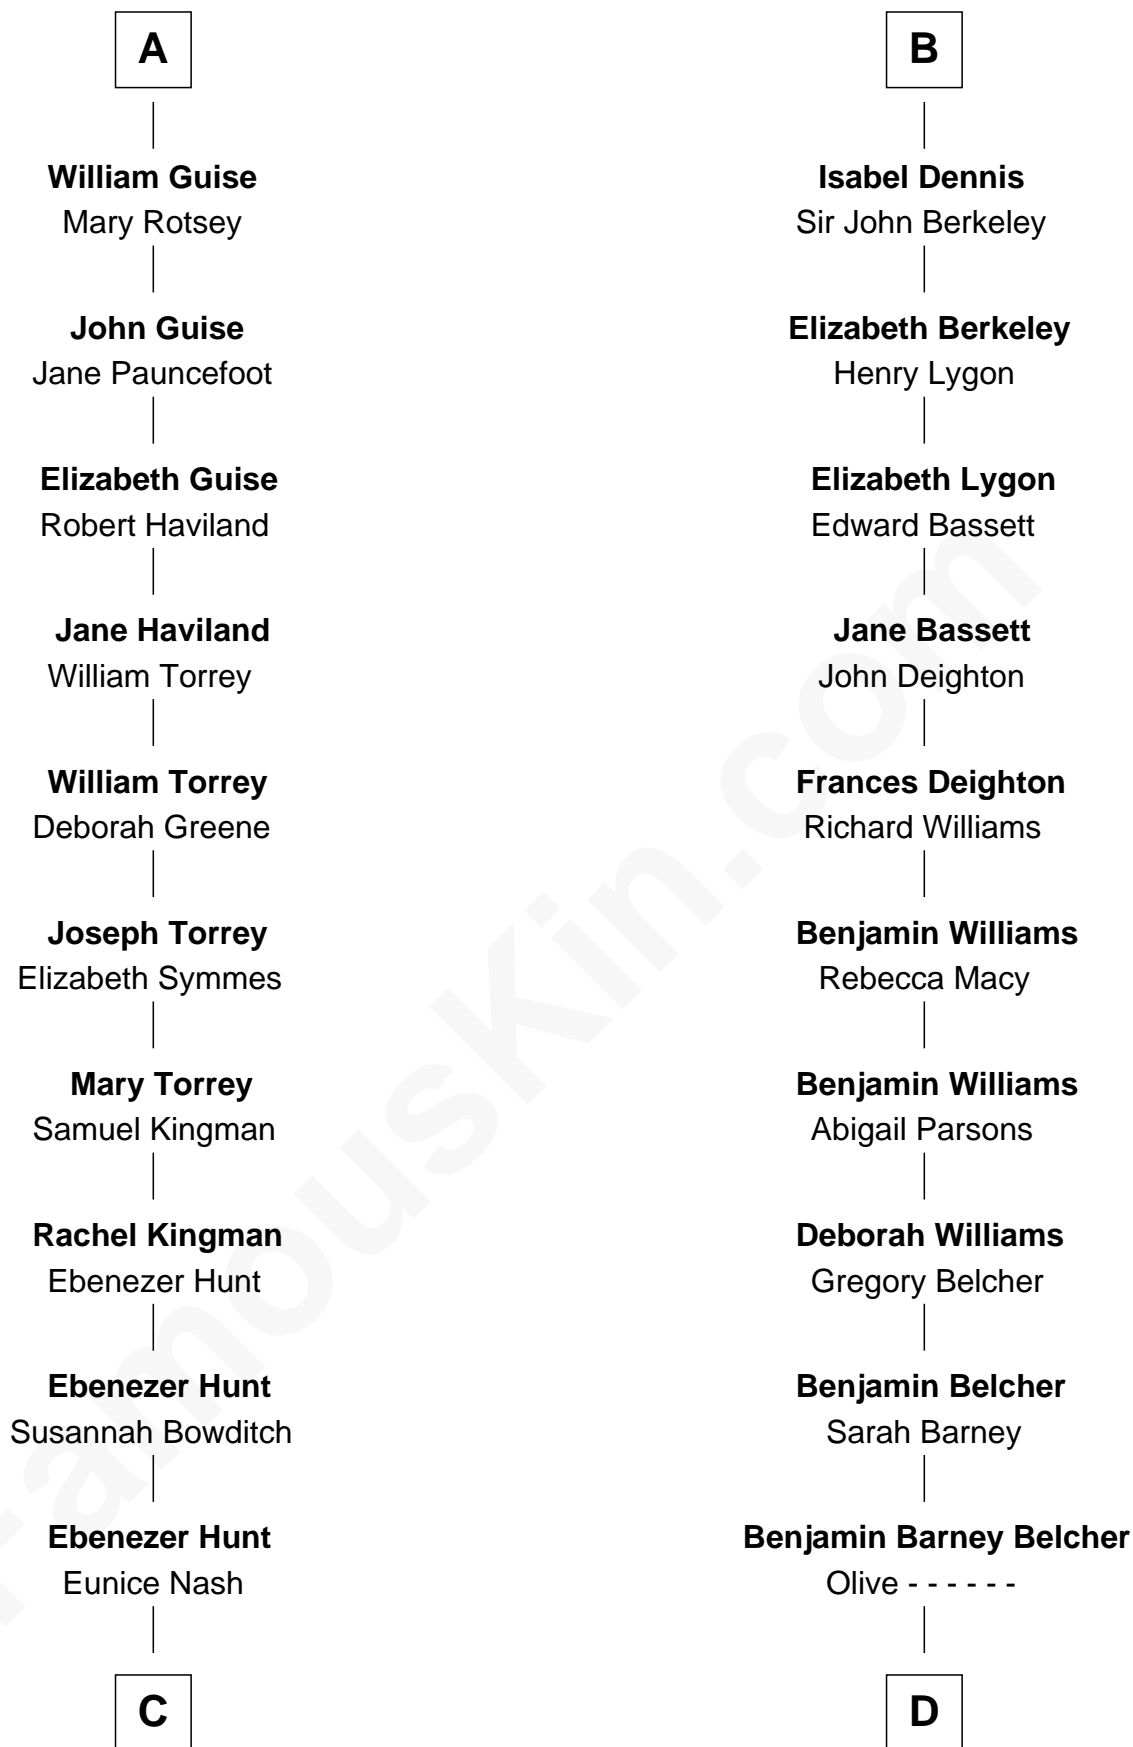 A
William Guise
Mary Rotsey
John Guise
Jane Pauncefoot
Elizabeth Guise
Robert Haviland
Jane Haviland
William Torrey
William Torrey
Deborah Greene
Joseph Torrey
Elizabeth Symmes
Mary Torrey
Samuel Kingman
Rachel Kingman
Ebenezer Hunt
Ebenezer Hunt
Susannah Bowditch
Ebenezer Hunt
Eunice Nash
C
B
Isabel Dennis
Sir John Berkeley
Elizabeth Berkeley
Henry Lygon
Elizabeth Lygon
Edward Bassett
Jane Bassett
John Deighton
Frances Deighton
Richard Williams
Benjamin Williams
Rebecca Macy
Benjamin Williams
Abigail Parsons
Deborah Williams
Gregory Belcher
Benjamin Belcher
Sarah Barney
Benjamin Barney Belcher
Olive - - - - - -
D
FamousKin.com